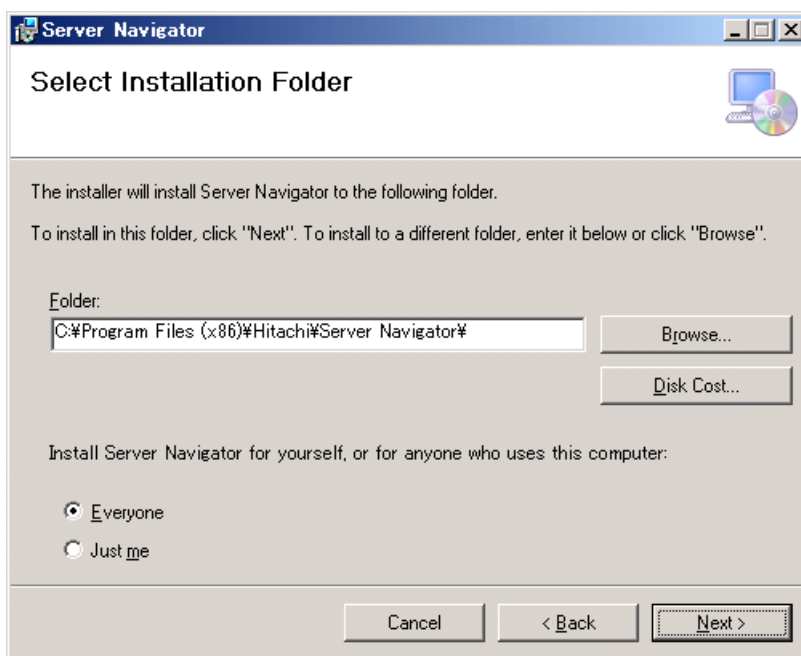 Server Navigator
Select Installation Folder
The installer will install Server Navigator to the following folder.
To install in this folder, click "Next". To install to a different folder, enter it below or click "Browse".
Folder:
C:¥Program Files (x86)¥Hitachi¥Server Navigator¥
Browse...
Disk Cost...
Install Server Navigator for yourself, or for anyone who uses this computer:
Everyone
Just me
Cancel
< Back
Next >